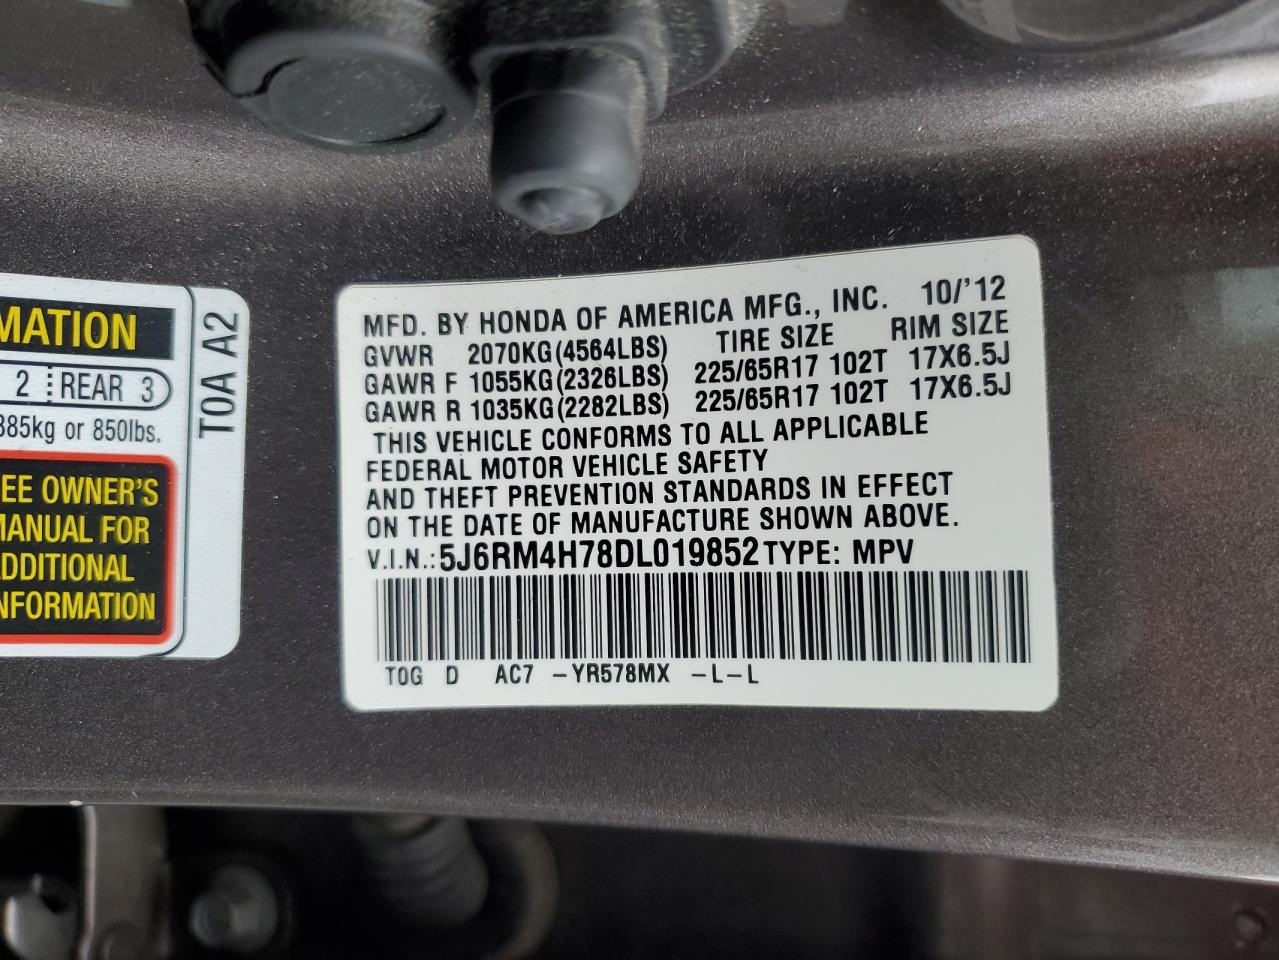 MATION
2 REAR 3
385kg or 850lbs.
EE OWNER'S
MANUAL FOR
ADDITIONAL
INFORMATION
T0A A2
MFD. BY HONDA OF AMERICA MFG., INC. 10/'12
GVWR 2070KG(4564LBS) TIRE SIZE RIM SIZE
GAWR F 1055KG(2326LBS) 225/65R17 102T 17X6.5J
GAWR R 1035KG(2282LBS) 225/65R17 102T 17X6.5J
THIS VEHICLE CONFORMS TO ALL APPLICABLE
FEDERAL MOTOR VEHICLE SAFETY
AND THEFT PREVENTION STANDARDS IN EFFECT
ON THE DATE OF MANUFACTURE SHOWN ABOVE.
V.I.N.: 5J6RM4H78DL019852 TYPE: MPV
T0G D AC7 -YR578MX -L-L